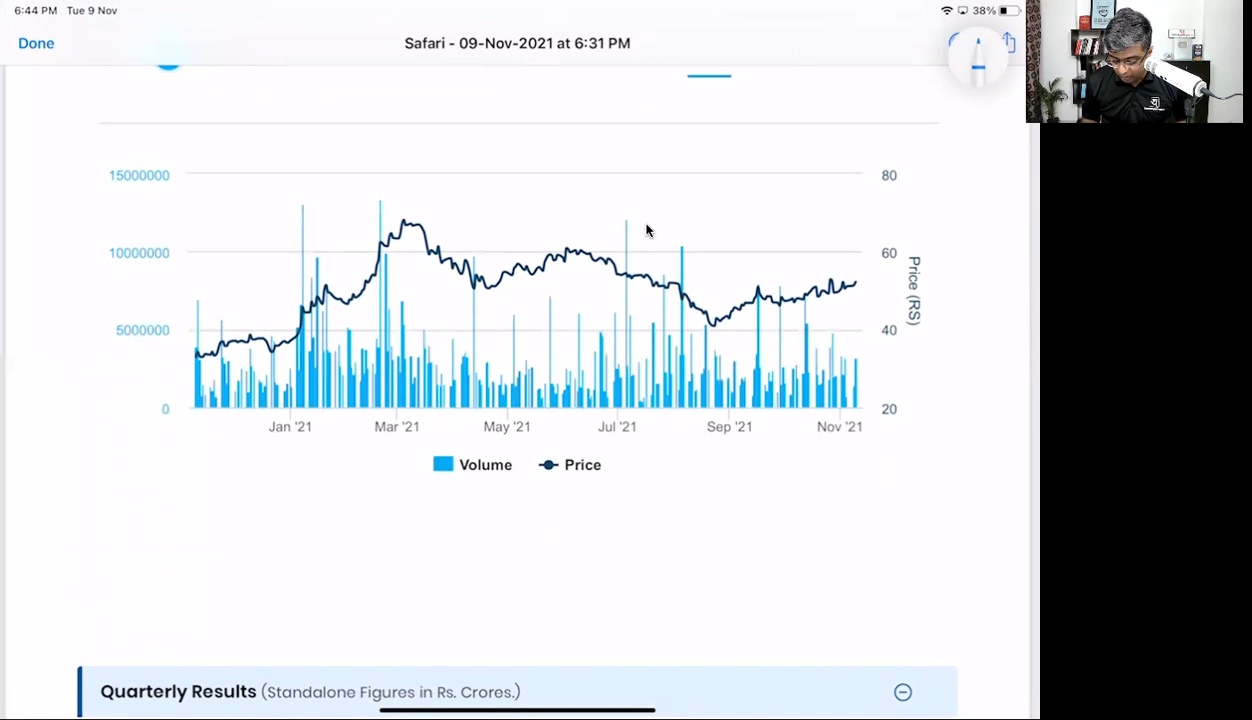 6:44 PM Tue 9 Nov
38%
Done
Safari - 09-Nov-2021 at 6:31 PM
15000000
80
10000000
60
5000000
40
0
20
Price (RS)
Jan '21 Mar '21 May '21 Jul '21 Sep '21 Nov '21
Volume Price
Quarterly Results (Standalone Figures in Rs. Crores.)